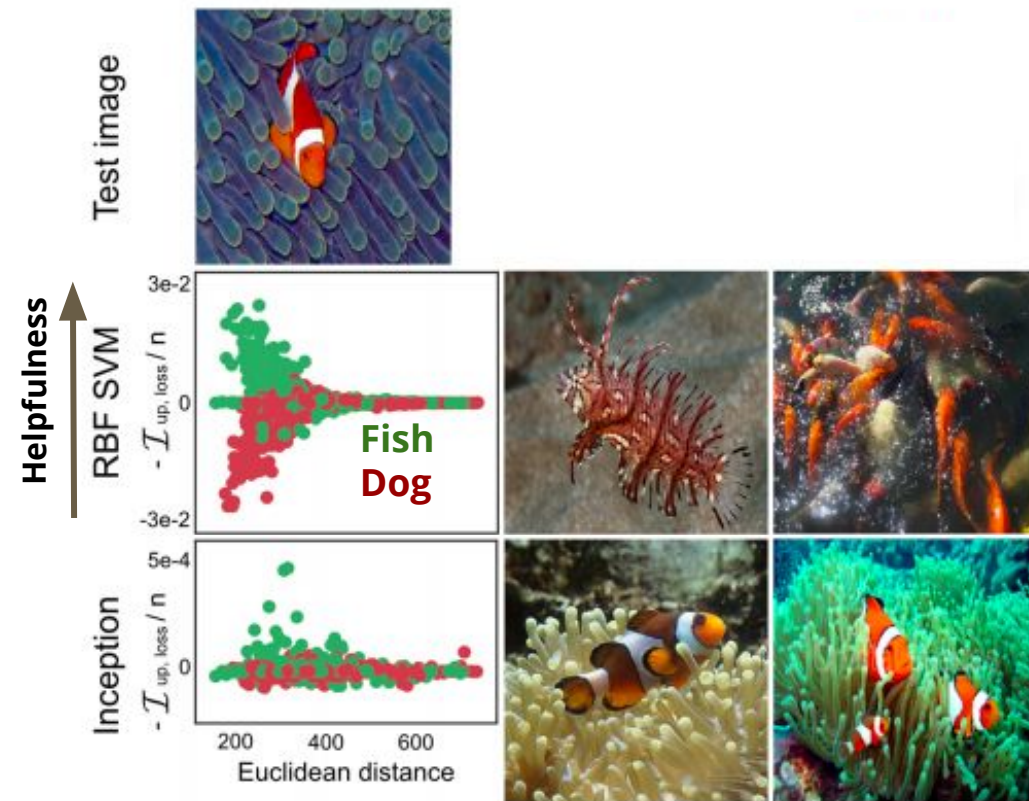 Test image
Helpfulness
RBF SVM
- I up, loss / n
3e-2
0
-3e-2
Fish
Dog
Inception
- I up, loss / n
5e-4
0
200 400 600
Euclidean distance